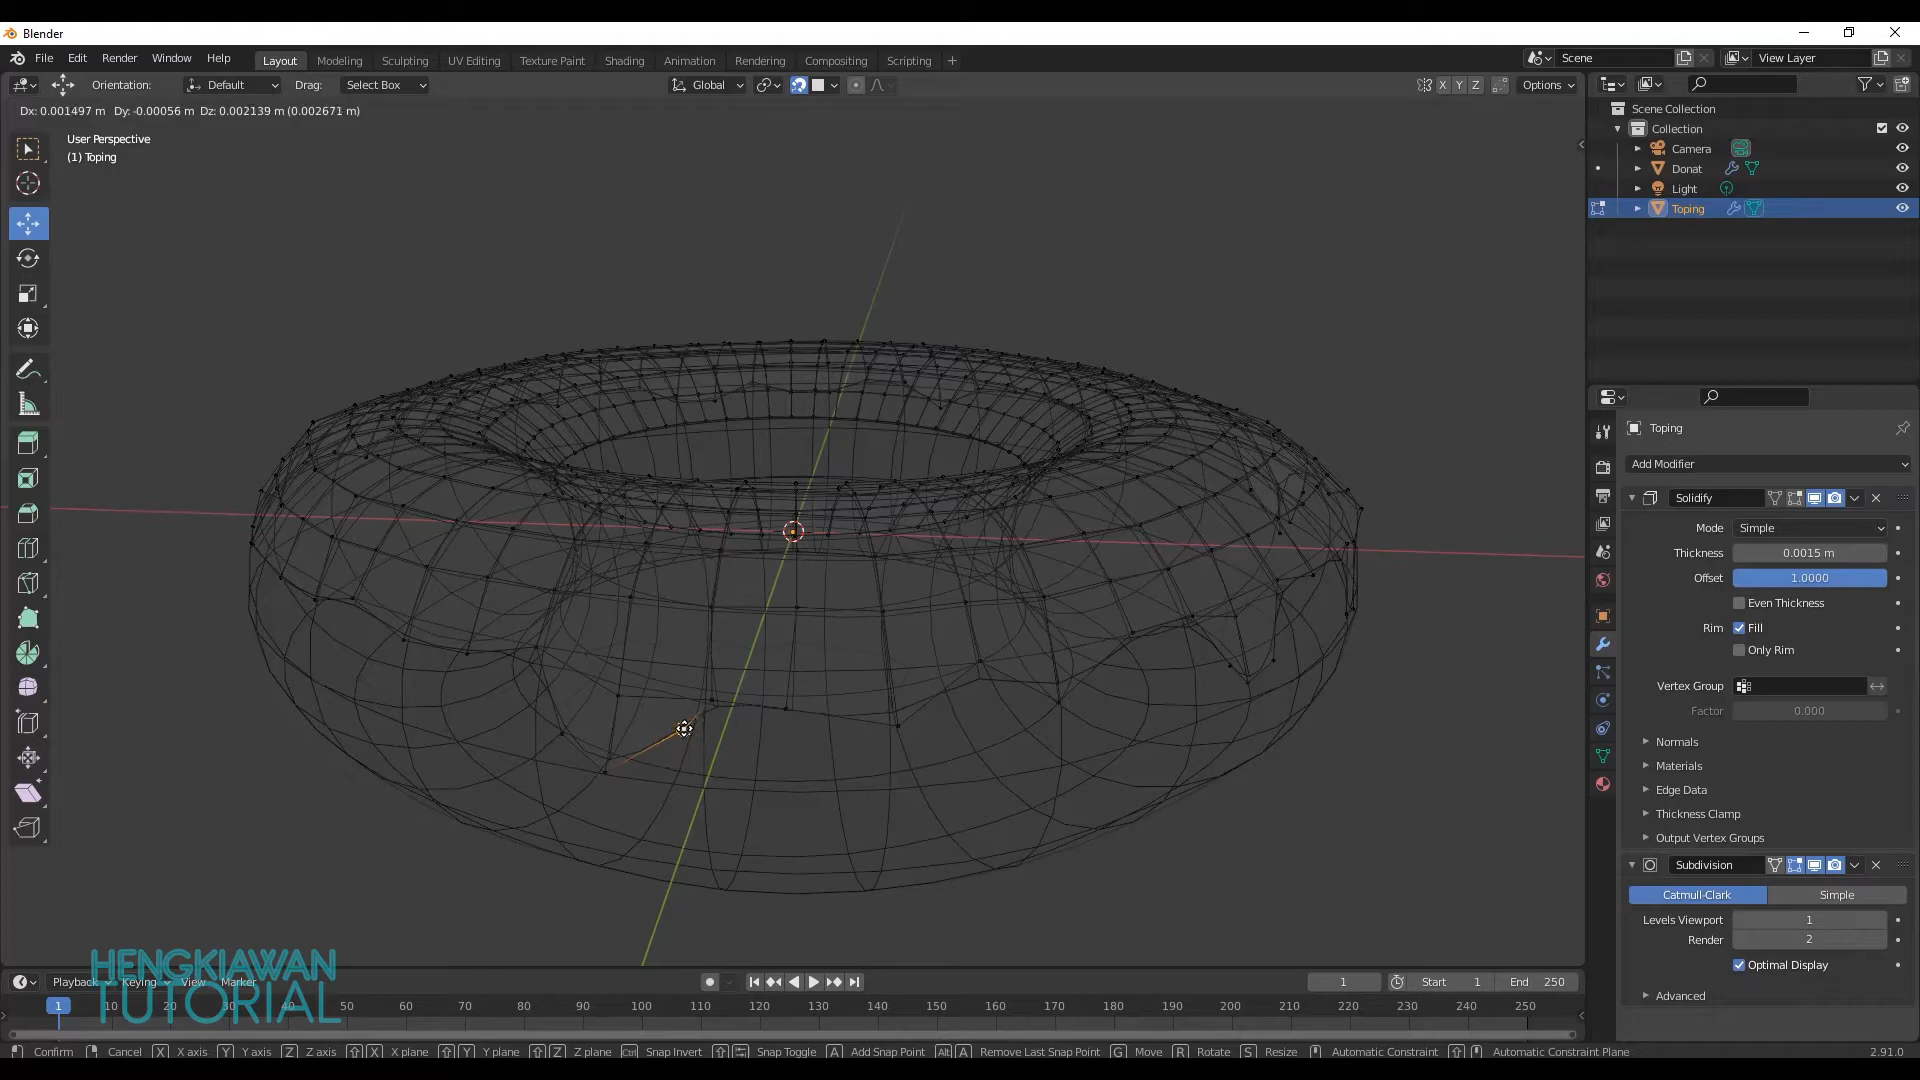 Blender
File Edit Render Window Help Layout Modeling Sculpting UV Editing Texture Paint Shading Animation Rendering Compositing Scripting + Scene View Layer
Orientation: Default Drag: Select Box Global X Y Z Options
Dx: 0.001497 m Dy: -0.00056 m Dz: 0.002139 m (0.002671 m)
User Perspective
(1) Toping
Scene Collection
Collection
Camera
Donat
Light
Toping
Toping
Add Modifier
Solidify
Mode Simple
Thickness 0.0015 m
Offset 1.0000
Even Thickness
Rim Fill
Only Rim
Vertex Group
Factor 0.000
Normals
Materials
Edge Data
Thickness Clamp
Output Vertex Groups
Subdivision
Catmull-Clark Simple
Levels Viewport 1
Render 2
Optimal Display
Advanced
HENGKIAWAN
TUTORIAL
Playback Keying View Marker 1 Start 1 End 250
1 10 20 30 40 50 60 70 80 90 100 110 120 130 140 150 160 170 180 190 200 210 220 230 240 250
Confirm Cancel X X axis Y Y axis Z Z axis X X plane Y Y plane Z Z plane Ctrl Snap Invert Snap Toggle A Add Snap Point Alt A Remove Last Snap Point G Move R Rotate S Resize Automatic Constraint Automatic Constraint Plane 2.91.0